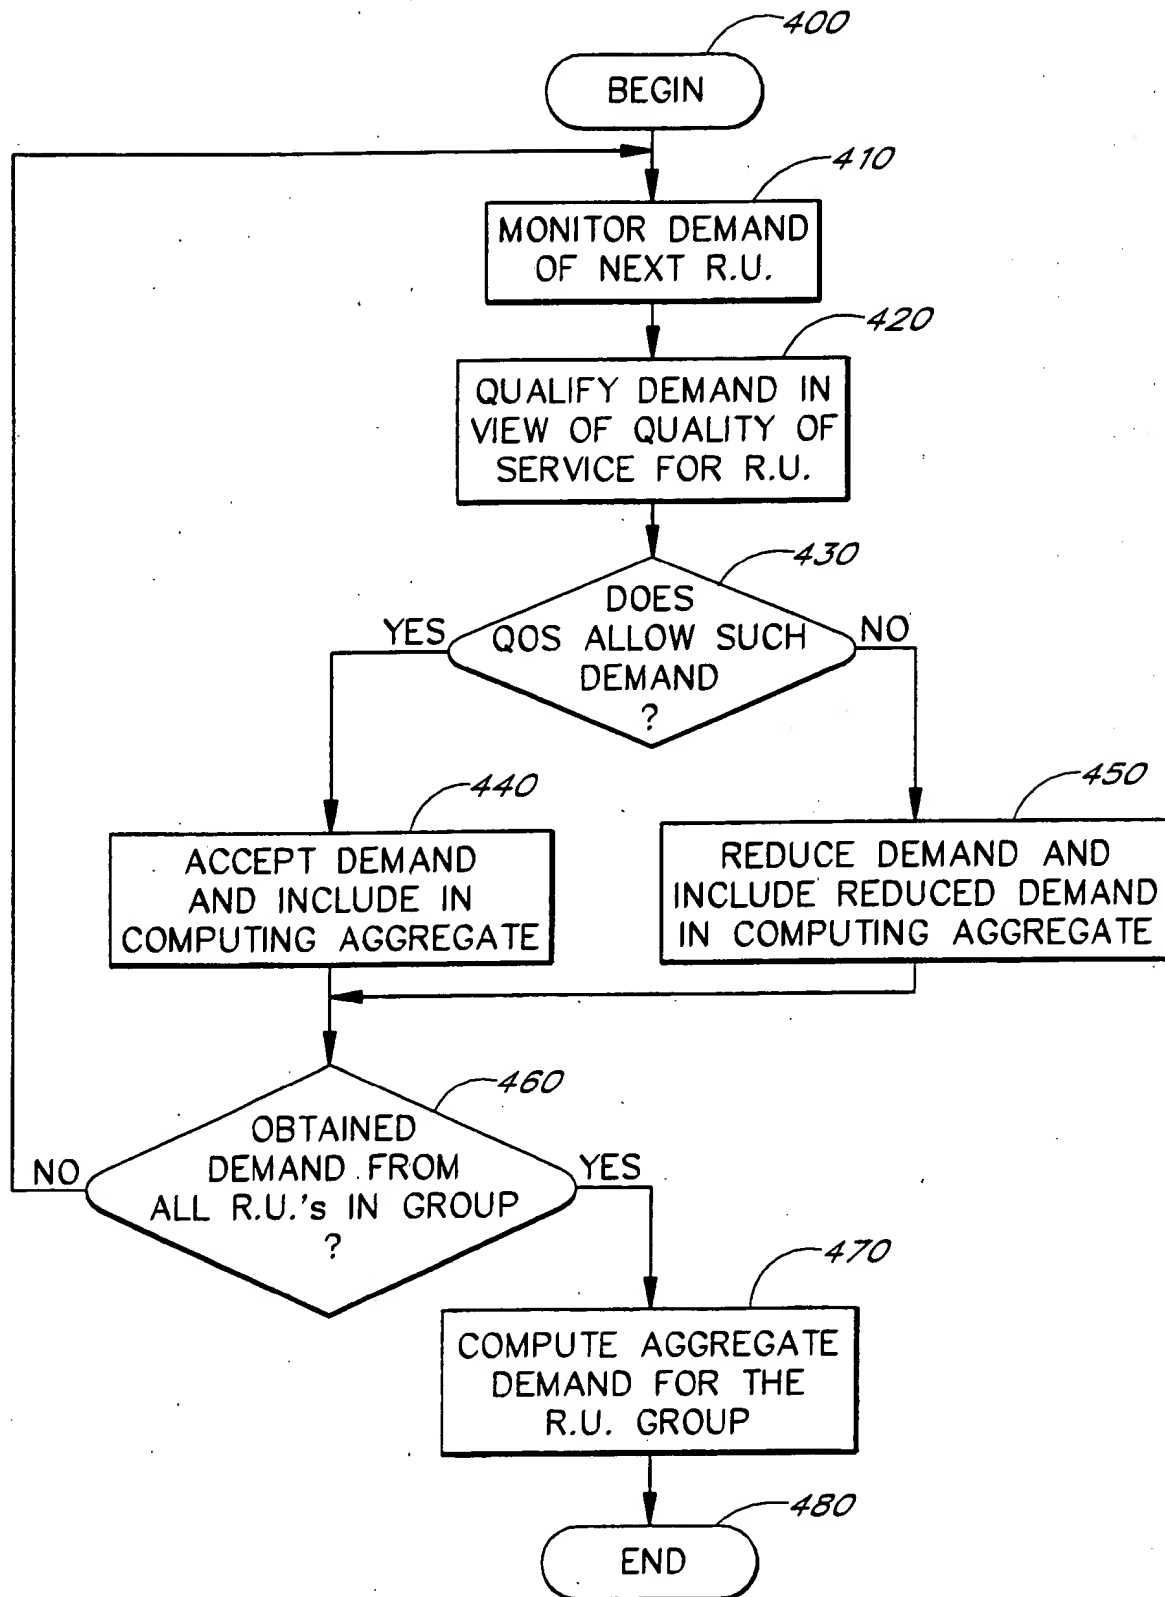 400
BEGIN
410
MONITOR DEMAND
OF NEXT R.U.
420
QUALIFY DEMAND IN
VIEW OF QUALITY OF
SERVICE FOR R.U.
430
DOES
QOS ALLOW SUCH
DEMAND
?
YES
NO
440
ACCEPT DEMAND
AND INCLUDE IN
COMPUTING AGGREGATE
450
REDUCE DEMAND AND
INCLUDE REDUCED DEMAND
IN COMPUTING AGGREGATE
460
OBTAINED
DEMAND FROM
ALL R.U.'s IN GROUP
?
NO
YES
470
COMPUTE AGGREGATE
DEMAND FOR THE
R.U. GROUP
480
END